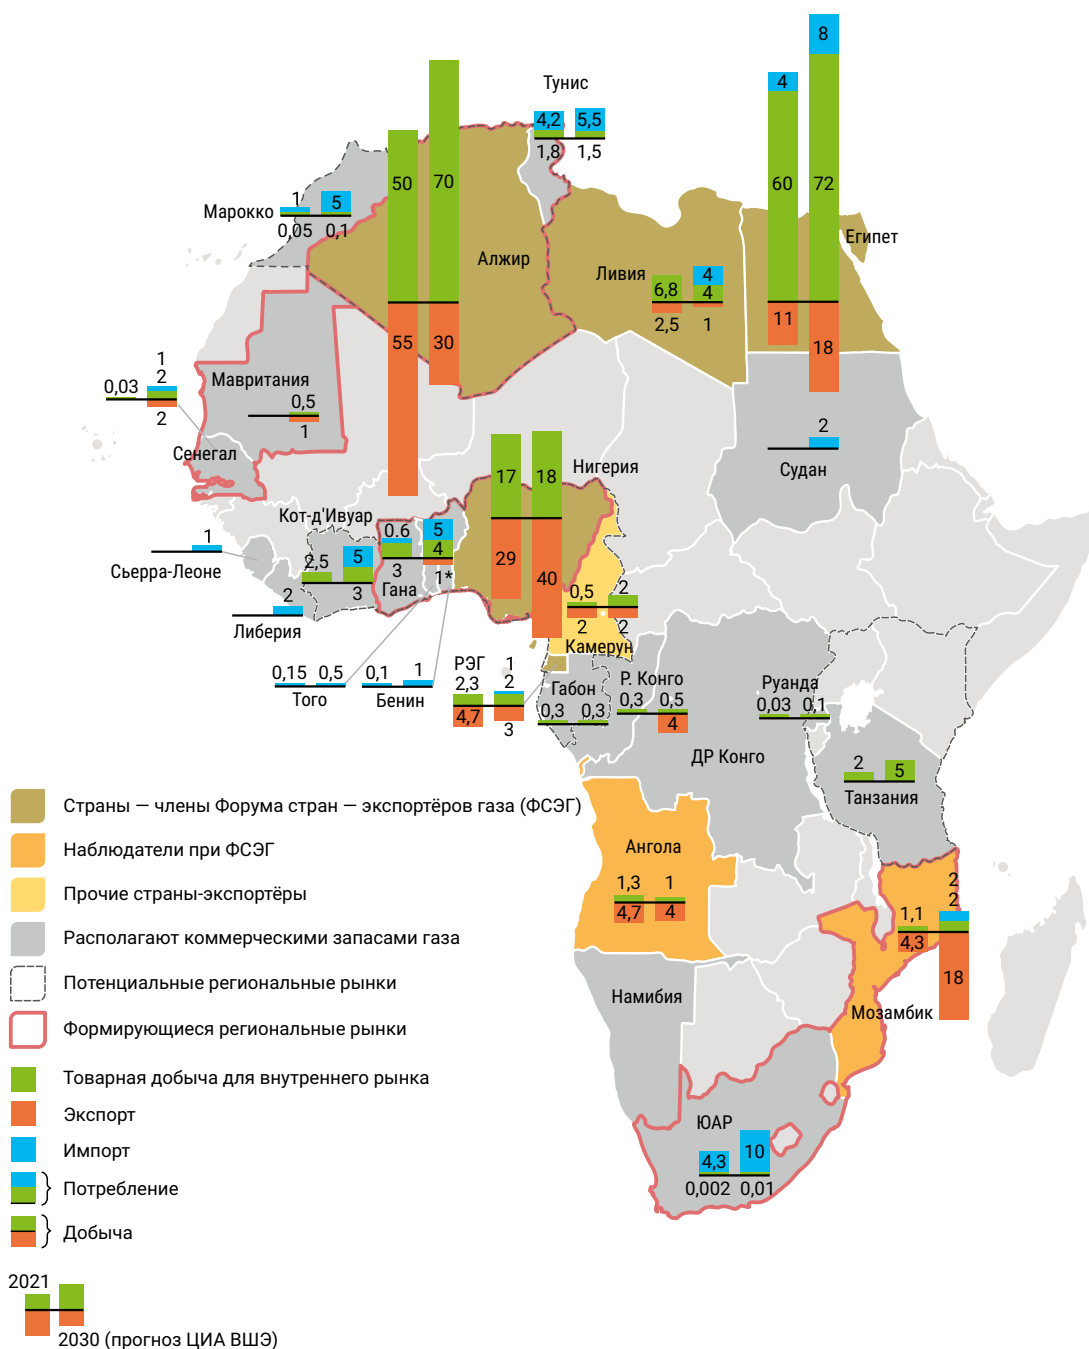 Тунис
4,2 5,5
1,8 1,5
4 8
60 72
Египет
11 18
50 70
Алжир
55 30
Марокко
1 5
0,05 0,1
Ливия
6,8 4
4
2,5 1
Мавритания
0,5
1
0,03 1
2
2
Сенегал
2
Судан
17 18
Нигерия
29 40
Кот-д'Ивуар
2,5 5
3
0.6 5
4
3 1*
Гана
1
Сьерра-Леоне
2
Либерия
0,15 0,5
Того
0,1 1
Бенин
0,5 2
2 2
Камерун
РЭГ
2,3 1
2
4,7 3
Габон
0,3 0,3
Р. Конго
0,3 0,5
4
Руанда
0,03 0,1
ДР Конго
2 5
Танзания
Ангола
1,3 1
4,7 4
1,1 2
2
4,3 18
Мозамбик
Намибия
ЮАР
4,3 10
0,002 0,01
Страны — члены Форума стран — экспортёров газа (ФСЭГ)
Наблюдатели при ФСЭГ
Прочие страны-экспортёры
Располагают коммерческими запасами газа
Потенциальные региональные рынки
Формирующиеся региональные рынки
Товарная добыча для внутреннего рынка
Экспорт
Импорт
Потребление
Добыча
2021
2030 (прогноз ЦИА ВШЭ)